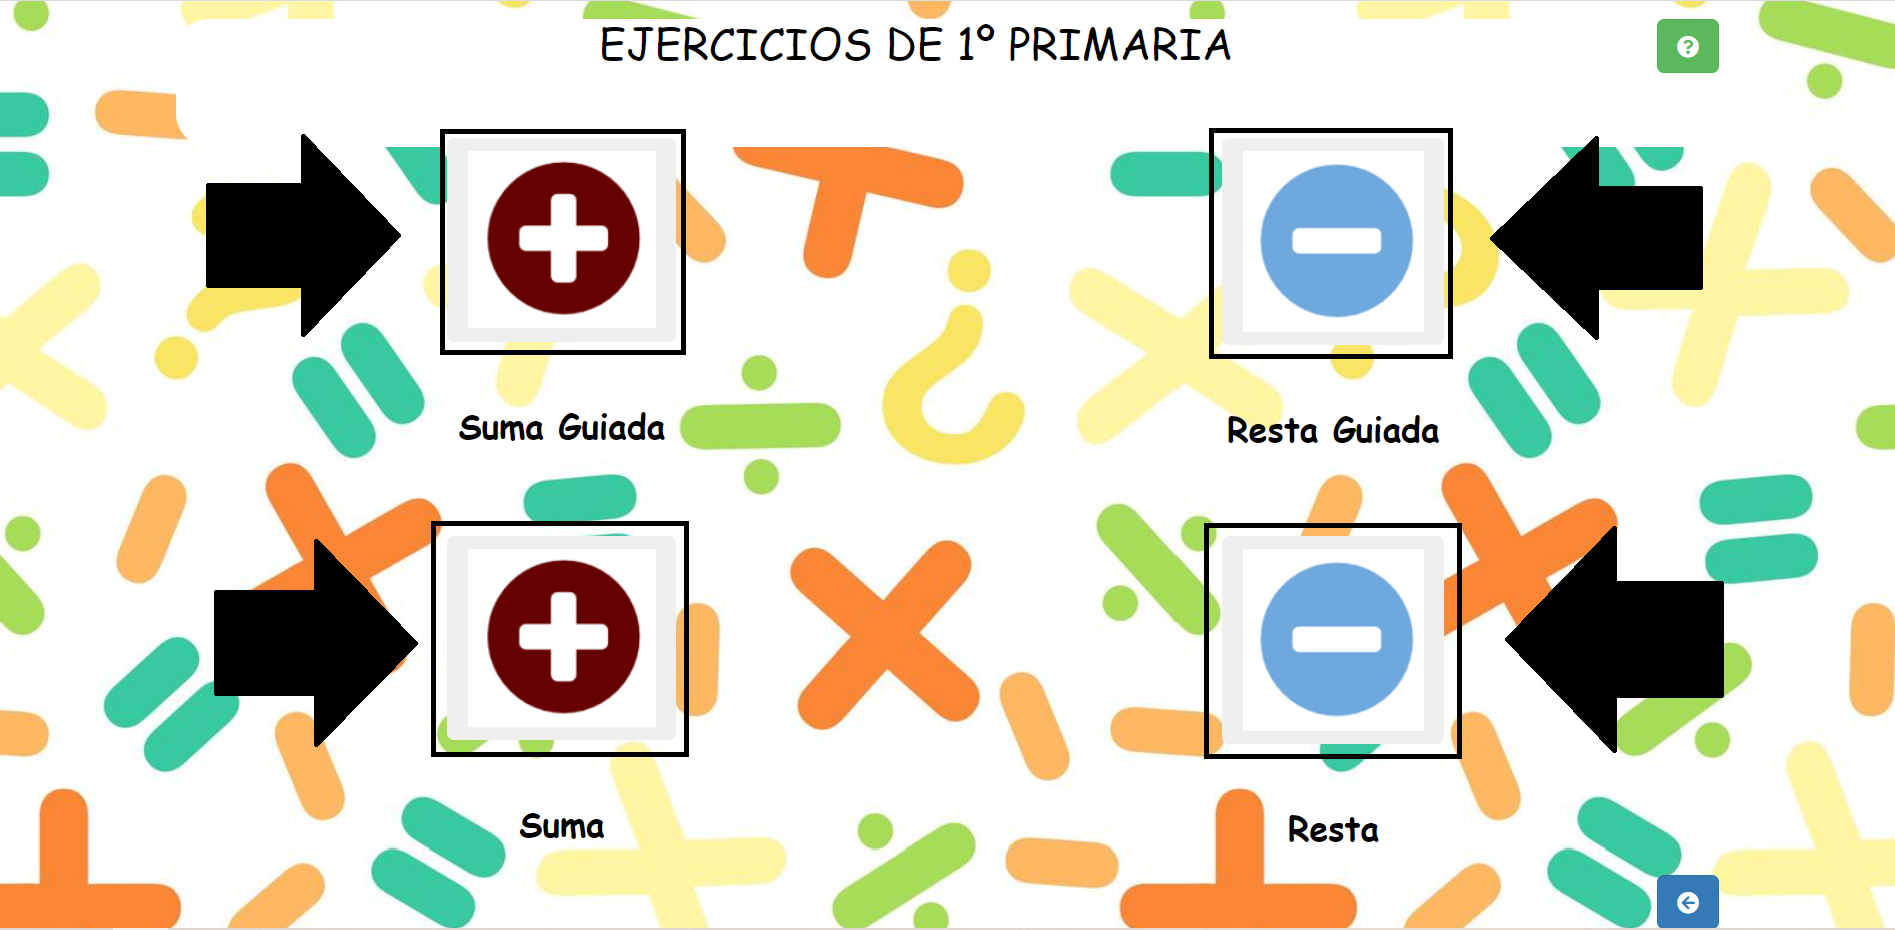 EJERCICIOS DE 1º PRIMARIA
Suma Guiada
Resta Guiada
Suma
Resta